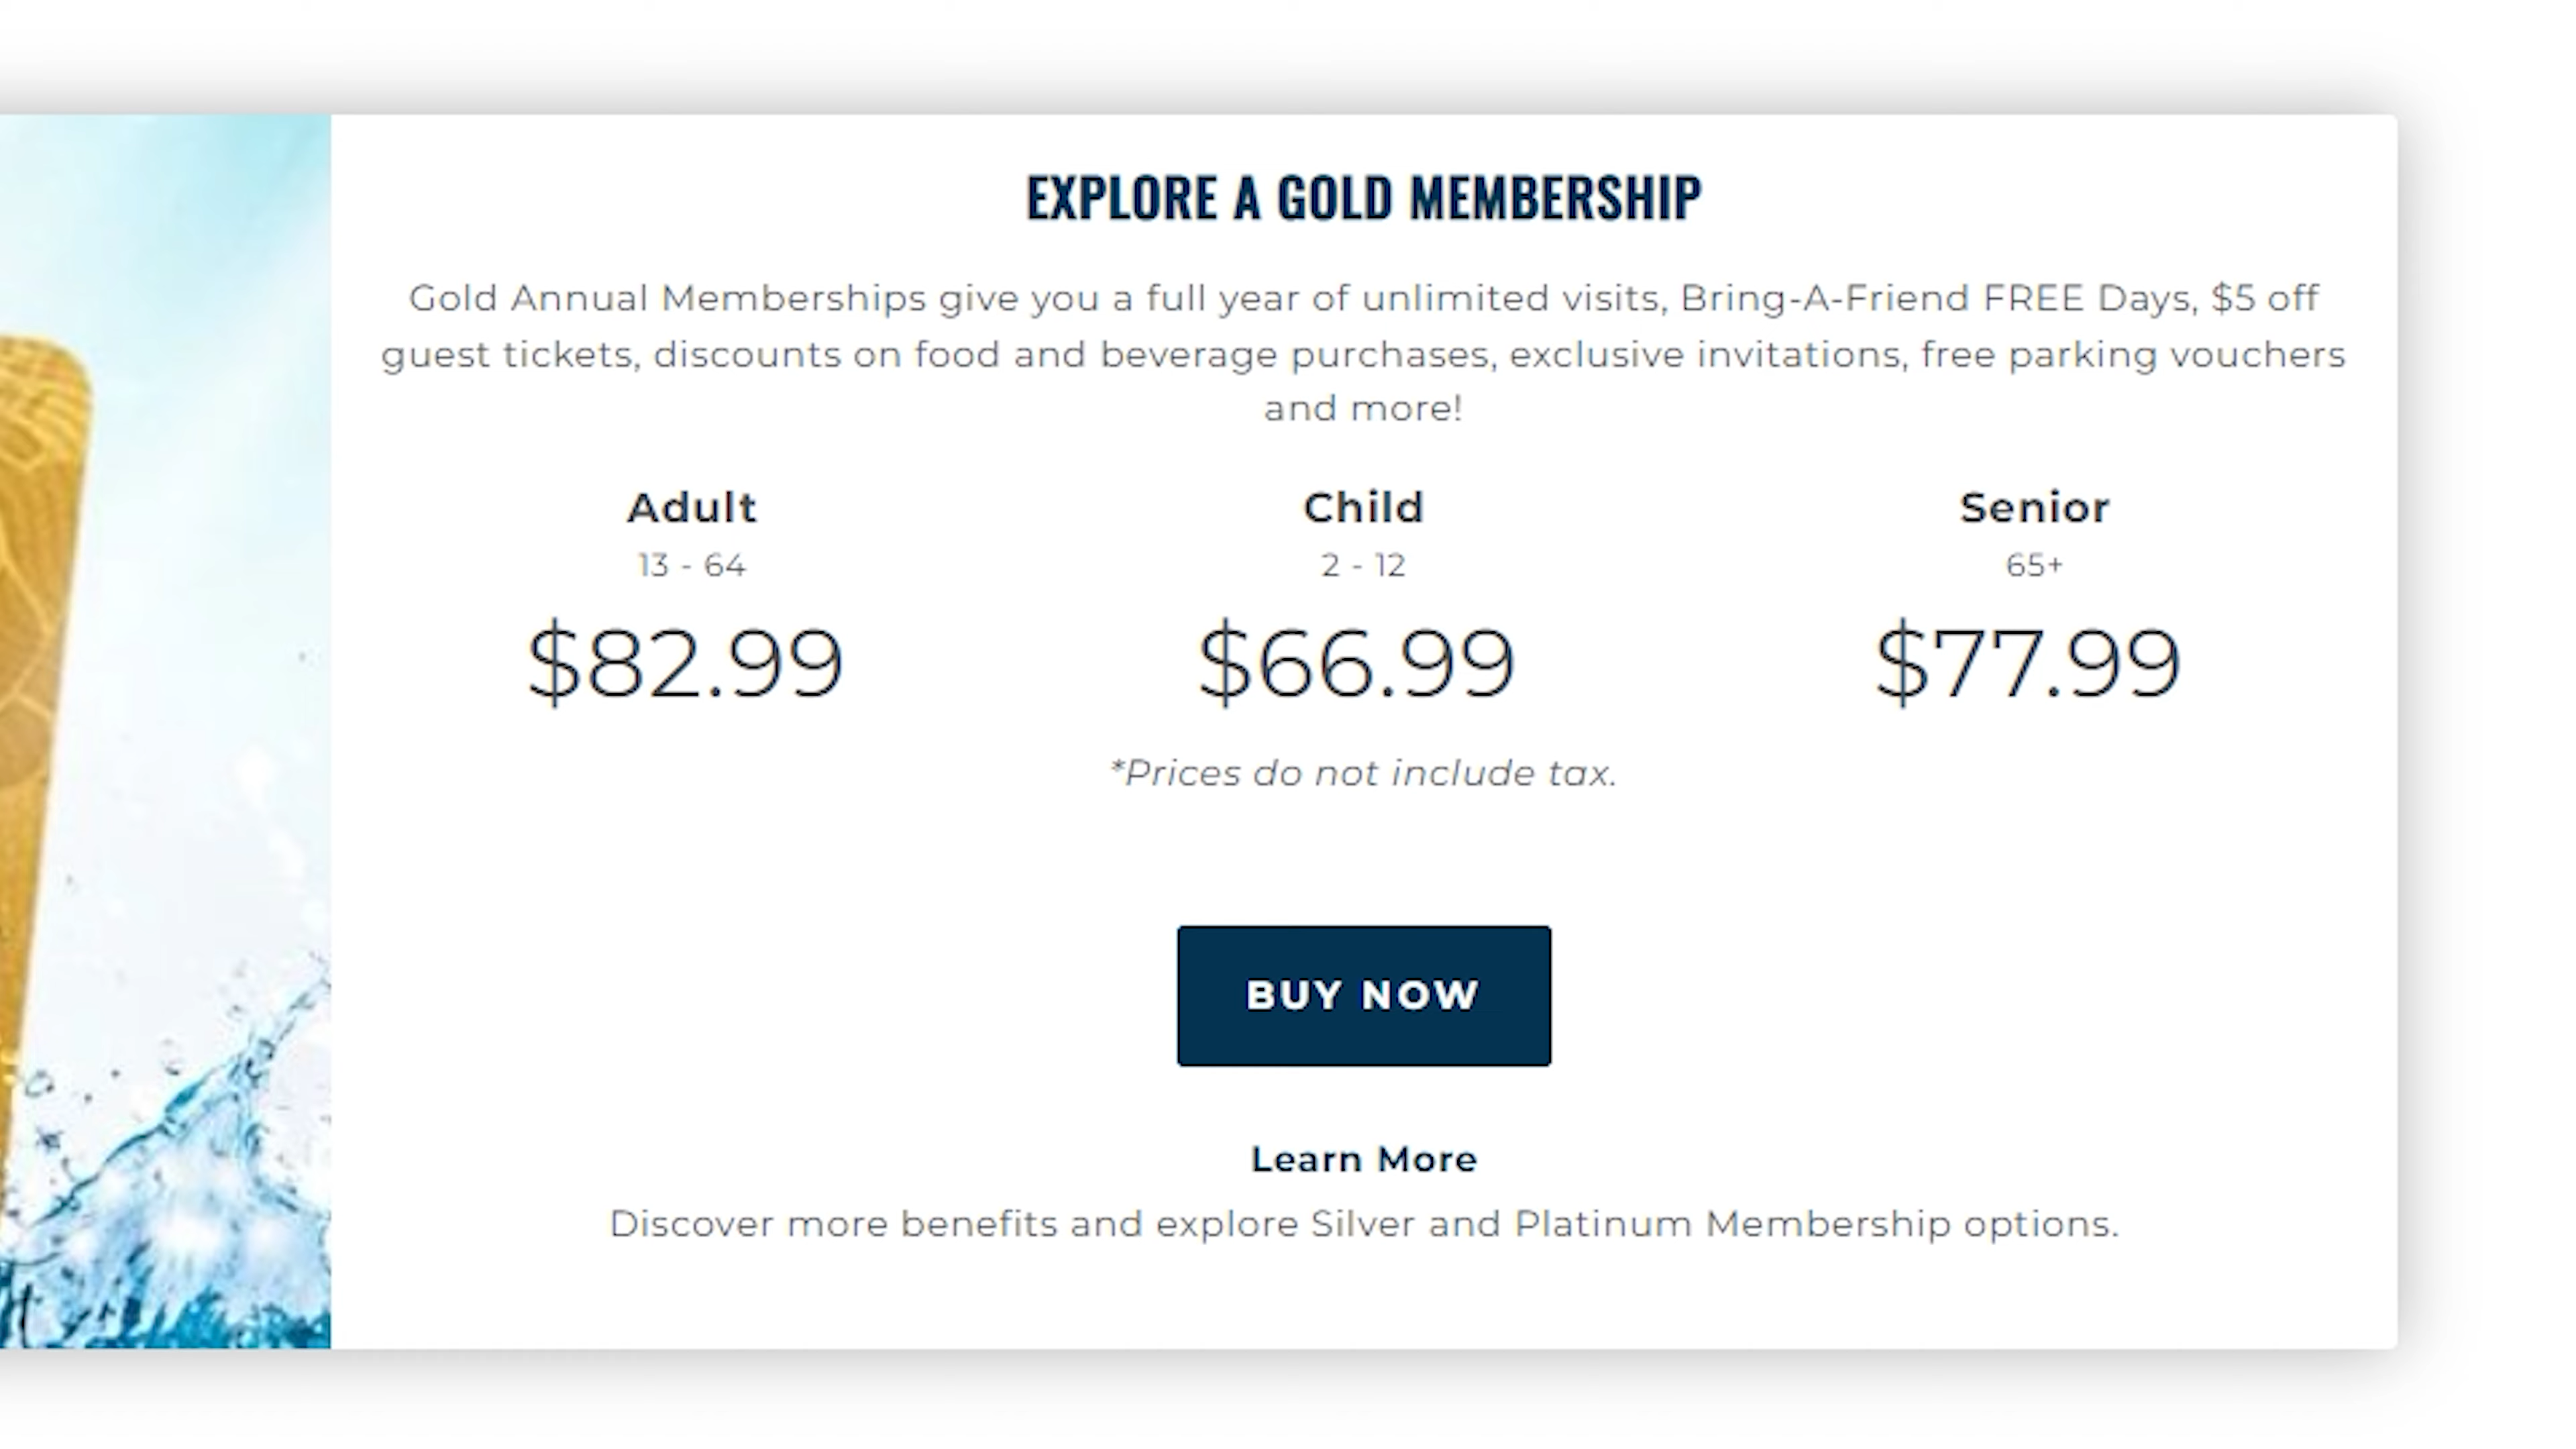 EXPLORE A GOLD MEMBERSHIP
Gold Annual Memberships give you a full year of unlimited visits, Bring-A-Friend FREE Days, $5 off
guest tickets, discounts on food and beverage purchases, exclusive invitations, free parking vouchers
and more!
Adult
13 - 64
$82.99
Child
2 - 12
$66.99
Senior
65+
$77.99
*Prices do not include tax.
BUY NOW
Learn More
Discover more benefits and explore Silver and Platinum Membership options.